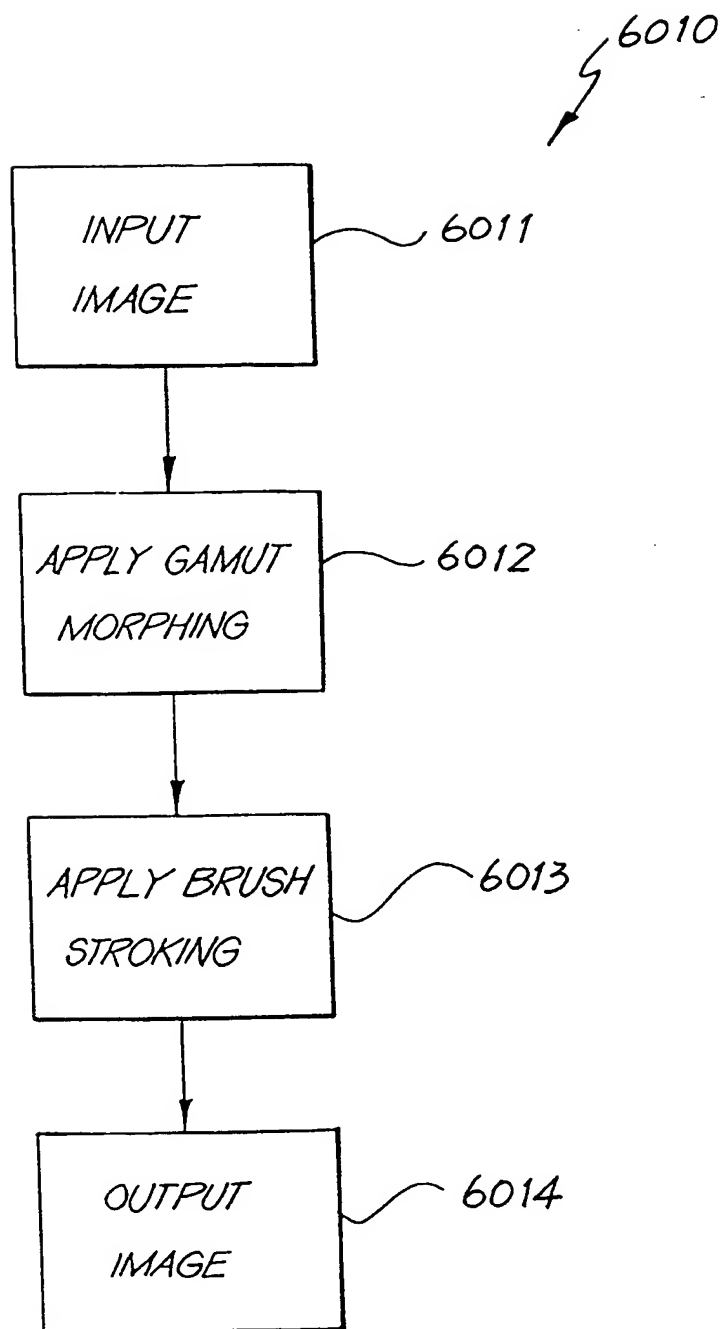 6010
INPUT
IMAGE
6011
APPLY GAMUT
MORPHING
6012
APPLY BRUSH
STROKING
6013
OUTPUT
IMAGE
6014